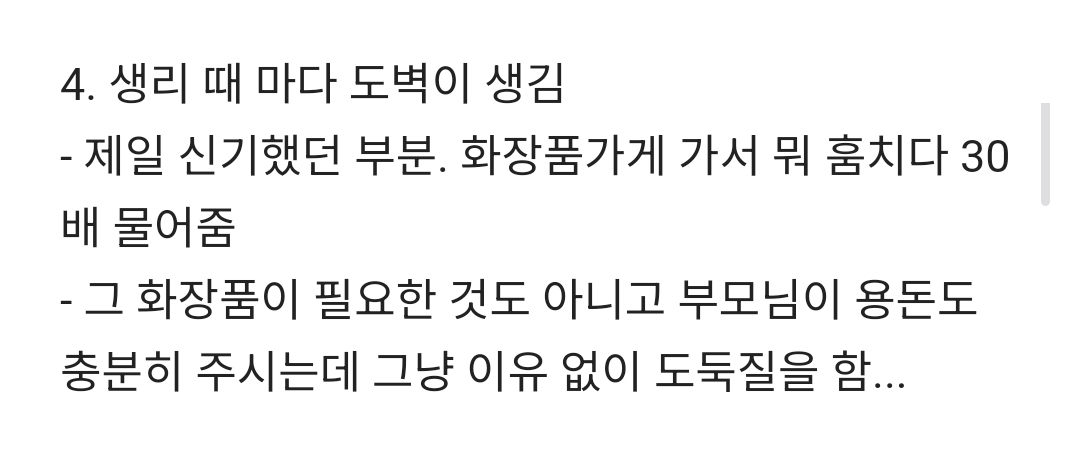 4. 생리 때 마다 도벽이 생김
- 제일 신기했던 부분. 화장품가게 가서 뭐 훔치다 30
배 물어줌
- 그 화장품이 필요한 것도 아니고 부모님이 용돈도
충분히 주시는데 그냥 이유 없이 도둑질을 함...